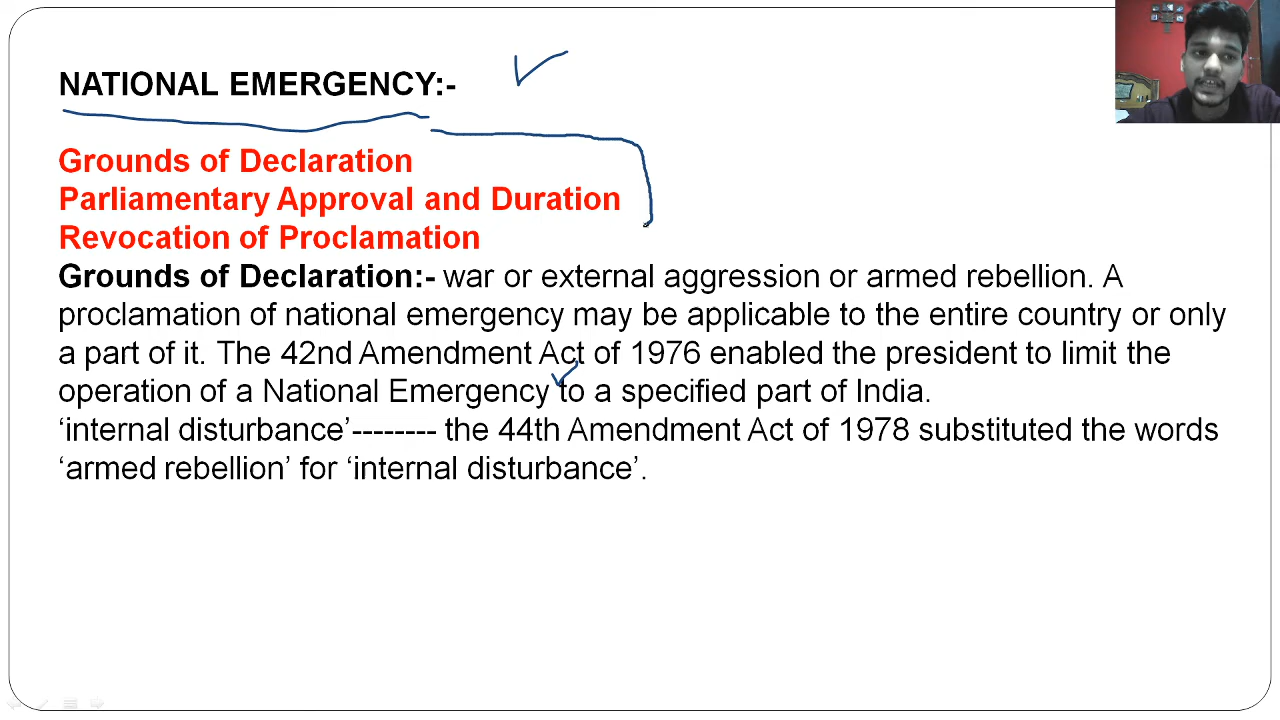 NATIONAL EMERGENCY:-
Grounds of Declaration
Parliamentary Approval and Duration
Revocation of Proclamation
Grounds of Declaration:- war or external aggression or armed rebellion. A
proclamation of national emergency may be applicable to the entire country or only
a part of it. The 42nd Amendment Act of 1976 enabled the president to limit the
operation of a National Emergency to a specified part of India.
‘internal disturbance’-------- the 44th Amendment Act of 1978 substituted the words
‘armed rebellion’ for ‘internal disturbance’.